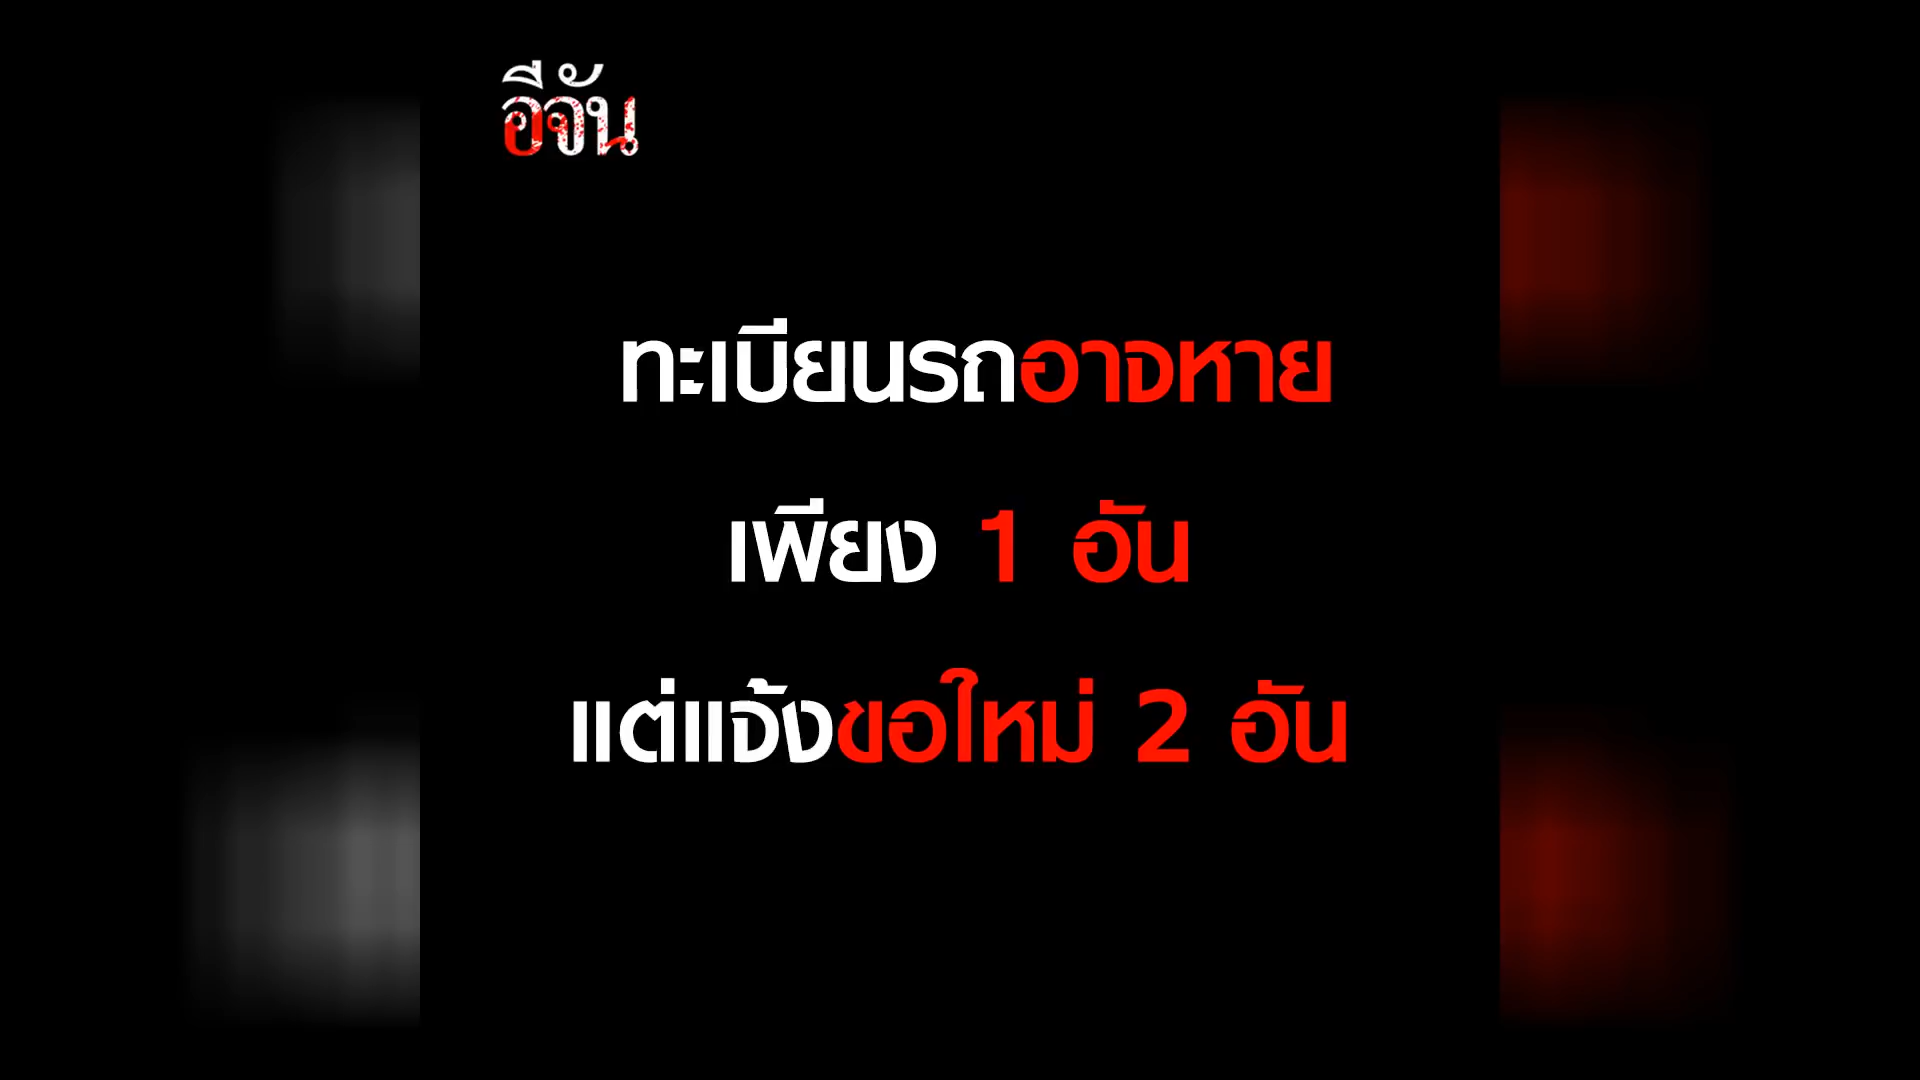 อีจัน
ทะเบียนรถอาจหาย
เพียง 1 อัน
แต่แจ้งขอใหม่ 2 อัน